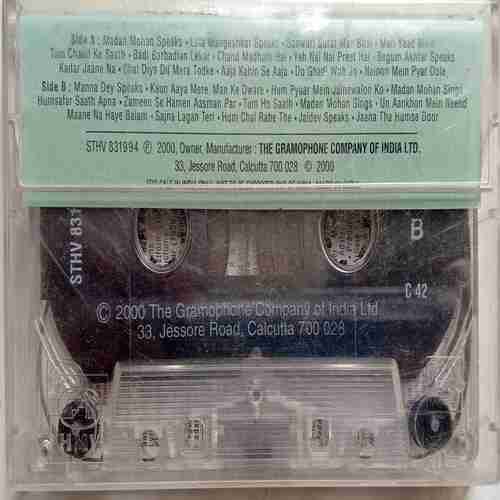 Side A : Madan Mohan Speaks • Lata Mangeshkar Speaks • Sanwari Surat Man Basi • Main Yaad Mein
Tum Chand Ke Saath • Badi Barbadian Lekar • Chand Madham Hai • Yeh Nai Nai Preet Hai • Begum Akhtar Speaks
Kadar Jaane Na • Chal Diya Dil Mera Todke • Aaja Kahin Se Aaja • Do Ghadi Woh Jo • Nainon Mein Pyar Dole
Side B : Manna Dey Speaks • Kaun Aaya Mere Man Ke Dware • Hum Pyaar Mein Jalnewalon Ko • Madan Mohan Sings
Humsafar Saath Apna • Zameen Se Hamen Aasman Par • Tum Ho Saath • Madan Mohan Sings • Un Aankhon Mein Neend
Maane Na Haye Balam • Sajna Lagan Teri • Hum Chal Rahe The • Jaidev Speaks • Jaana Tha Humse Door
STHV 831994 Ⓟ 2000, Owner, Manufacturer : THE GRAMOPHONE COMPANY OF INDIA LTD.
33, Jessore Road, Calcutta 700 028 © 2000
STHV 831
B
C 42
© 2000 The Gramophone Company of India Ltd
33, Jessore Road, Calcutta 700 028